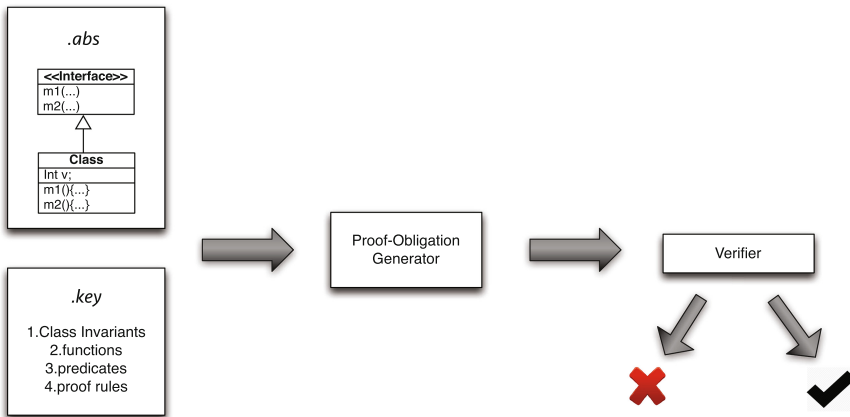 .abs
<<Interface>>
m1(...)
m2(...)
Class
Int v;
m1(){...}
m2(){...}
.key
1.Class Invariants
2.functions
3.predicates
4.proof rules
Proof-Obligation
Generator
Verifier